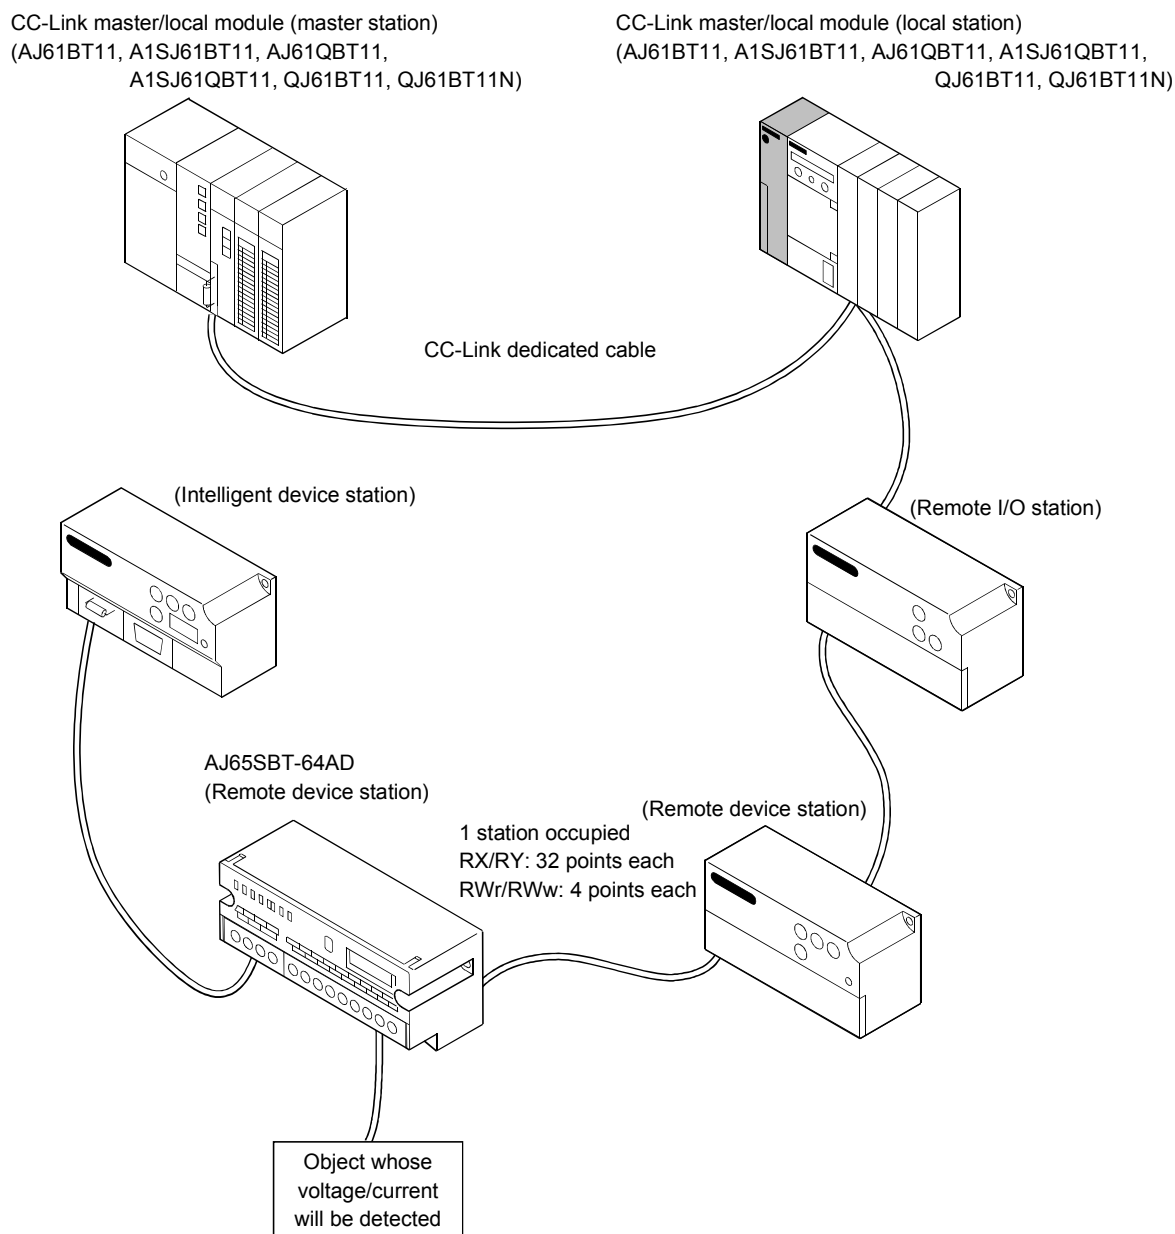 CC-Link master/local module (master station)
(AJ61BT11, A1SJ61BT11, AJ61QBT11,
A1SJ61QBT11, QJ61BT11, QJ61BT11N)
CC-Link master/local module (local station)
(AJ61BT11, A1SJ61BT11, AJ61QBT11, A1SJ61QBT11,
QJ61BT11, QJ61BT11N)
CC-Link dedicated cable
(Intelligent device station)
(Remote I/O station)
AJ65SBT-64AD
(Remote device station)
(Remote device station)
1 station occupied
RX/RY: 32 points each
RWr/RWw: 4 points each
Object whose
voltage/current
will be detected